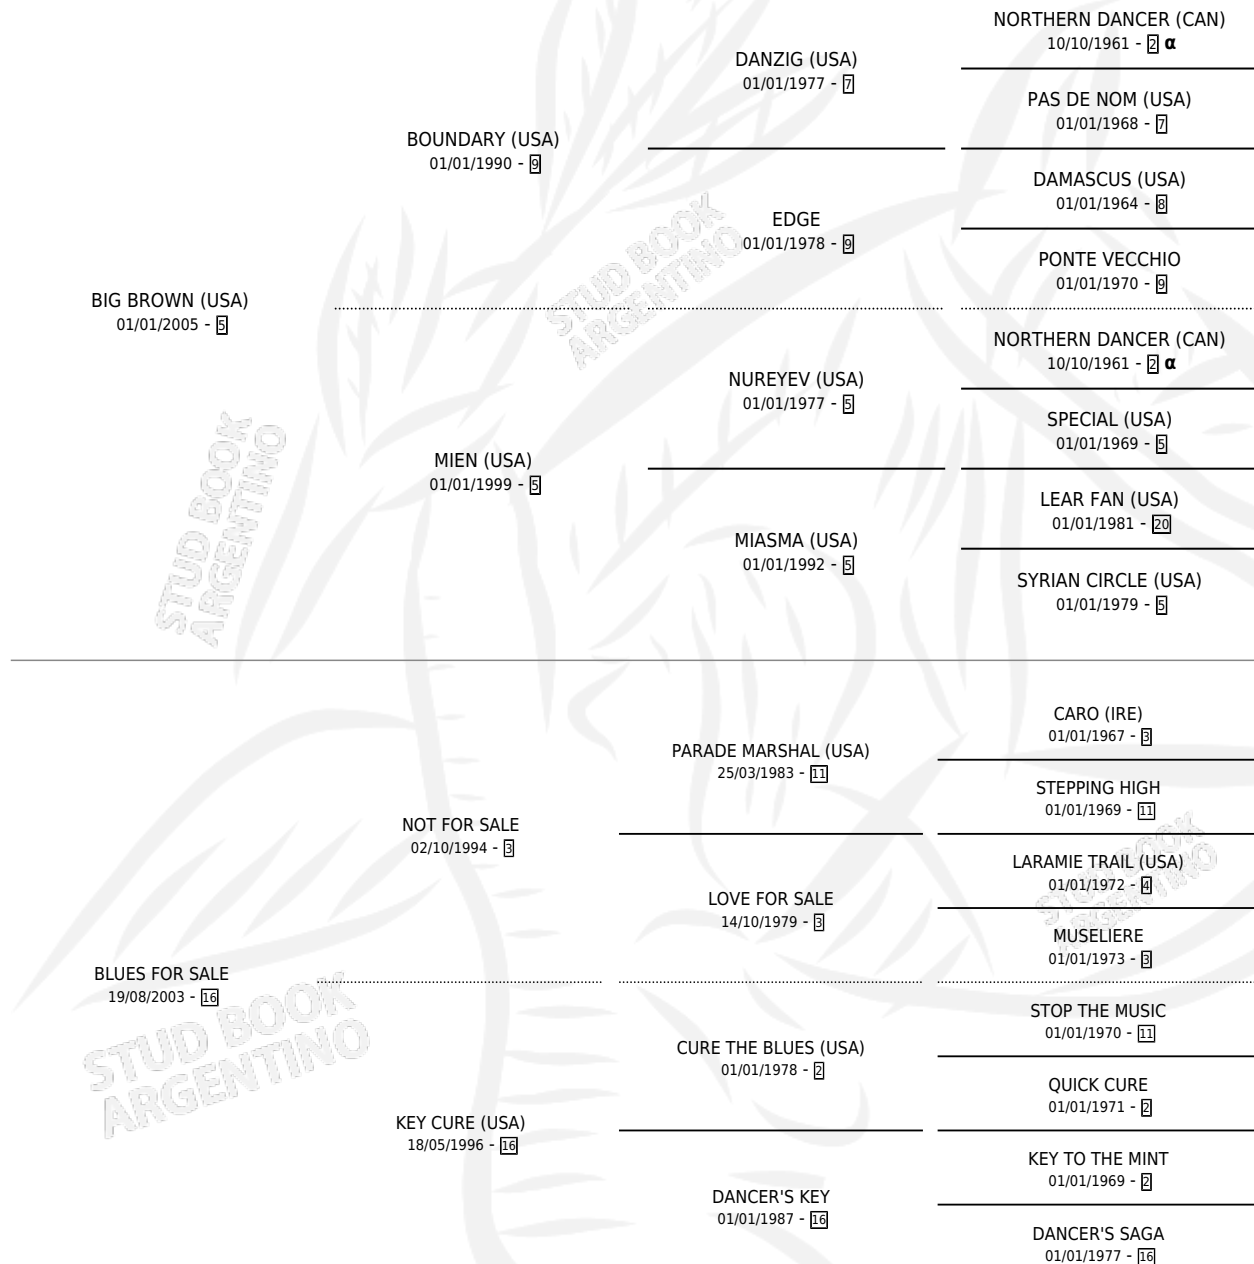 NORTHERN DANCER (CAN)
10/10/1961 - 2 α
DANZIG (USA)
01/01/1977 - 7
PAS DE NOM (USA)
01/01/1968 - 7
BOUNDARY (USA)
01/01/1990 - 9
DAMASCUS (USA)
01/01/1964 - 8
EDGE
01/01/1978 - 9
PONTE VECCHIO
01/01/1970 - 9
BIG BROWN (USA)
01/01/2005 - 5
STUD BOOK
ARGENTINO
NORTHERN DANCER (CAN)
10/10/1961 - 2 α
NUREYEV (USA)
01/01/1977 - 5
SPECIAL (USA)
01/01/1969 - 5
MIEN (USA)
01/01/1999 - 5
LEAR FAN (USA)
01/01/1981 - 20
MIASMA (USA)
01/01/1992 - 5
SYRIAN CIRCLE (USA)
01/01/1979 - 5
STUD BOOK
ARGENTINO
CARO (IRE)
01/01/1967 - 3
PARADE MARSHAL (USA)
25/03/1983 - 11
STEPPING HIGH
01/01/1969 - 11
NOT FOR SALE
02/10/1994 - 3
LARAMIE TRAIL (USA)
01/01/1972 - 4
STUD BOOK
ARGENTINO
LOVE FOR SALE
14/10/1979 - 3
MUSELIERE
01/01/1973 - 3
BLUES FOR SALE
19/08/2003 - 16
STUD BOOK
ARGENTINO
STOP THE MUSIC
01/01/1970 - 11
CURE THE BLUES (USA)
01/01/1978 - 2
QUICK CURE
01/01/1971 - 2
KEY CURE (USA)
18/05/1996 - 16
KEY TO THE MINT
01/01/1969 - 2
DANCER'S KEY
01/01/1987 - 16
DANCER'S SAGA
01/01/1977 - 16